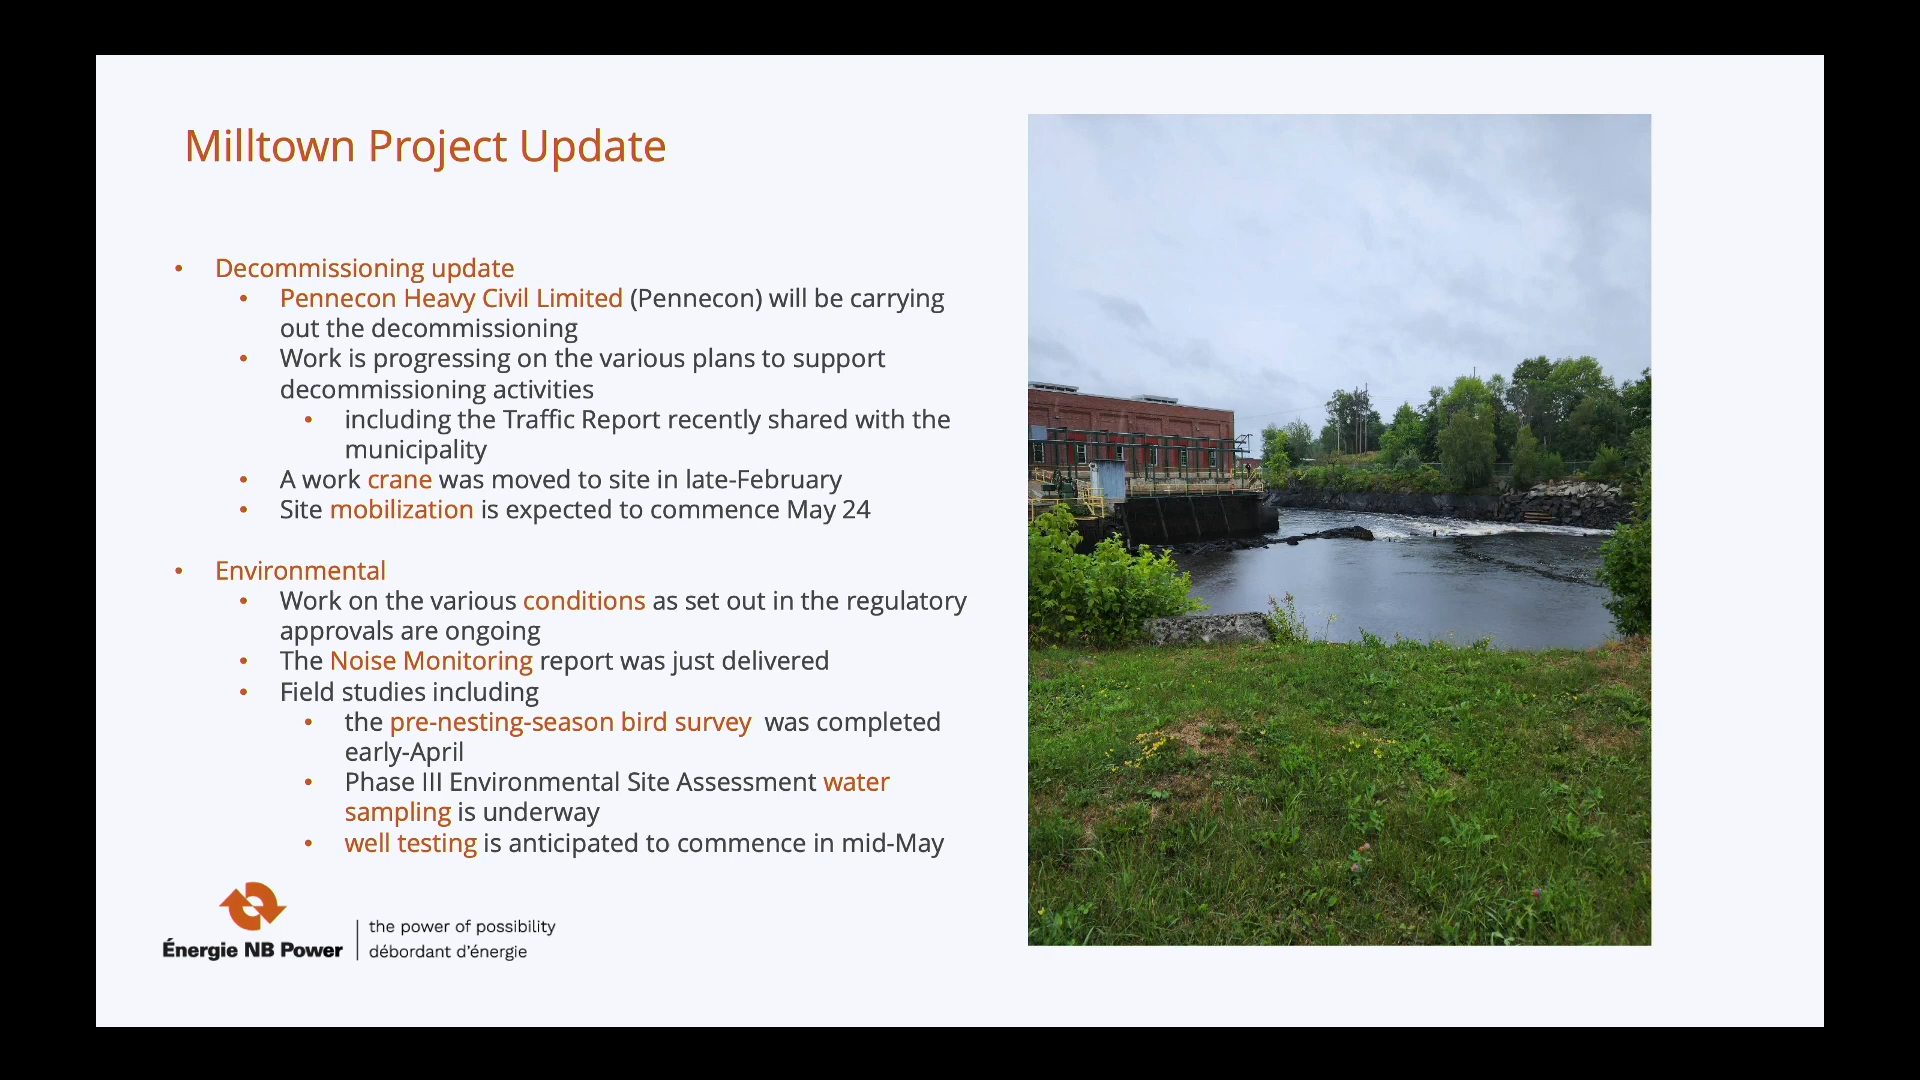 Milltown Project Update
• Decommissioning update
• Pennecon Heavy Civil Limited (Pennecon) will be carrying
out the decommissioning
• Work is progressing on the various plans to support
decommissioning activities
• including the Traffic Report recently shared with the
municipality
• A work crane was moved to site in late-February
• Site mobilization is expected to commence May 24
• Environmental
• Work on the various conditions as set out in the regulatory
approvals are ongoing
• The Noise Monitoring report was just delivered
• Field studies including
• the pre-nesting-season bird survey  was completed
early-April
• Phase III Environmental Site Assessment water
sampling is underway
• well testing is anticipated to commence in mid-May
Énergie NB Power
the power of possibility
débordant d'énergie